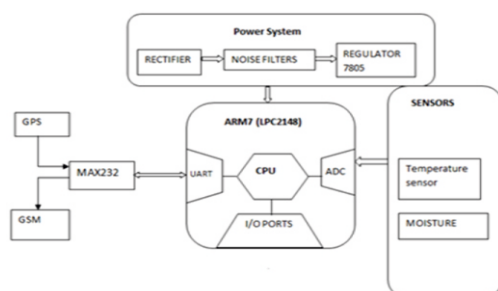 Power System
RECTIFIER
NOISE FILTERS
REGULATOR
7805
GPS
MAX232
GSM
ARM7 (LPC2148)
UART
CPU
ADC
I/O PORTS
SENSORS
Temperature
sensor
MOISTURE